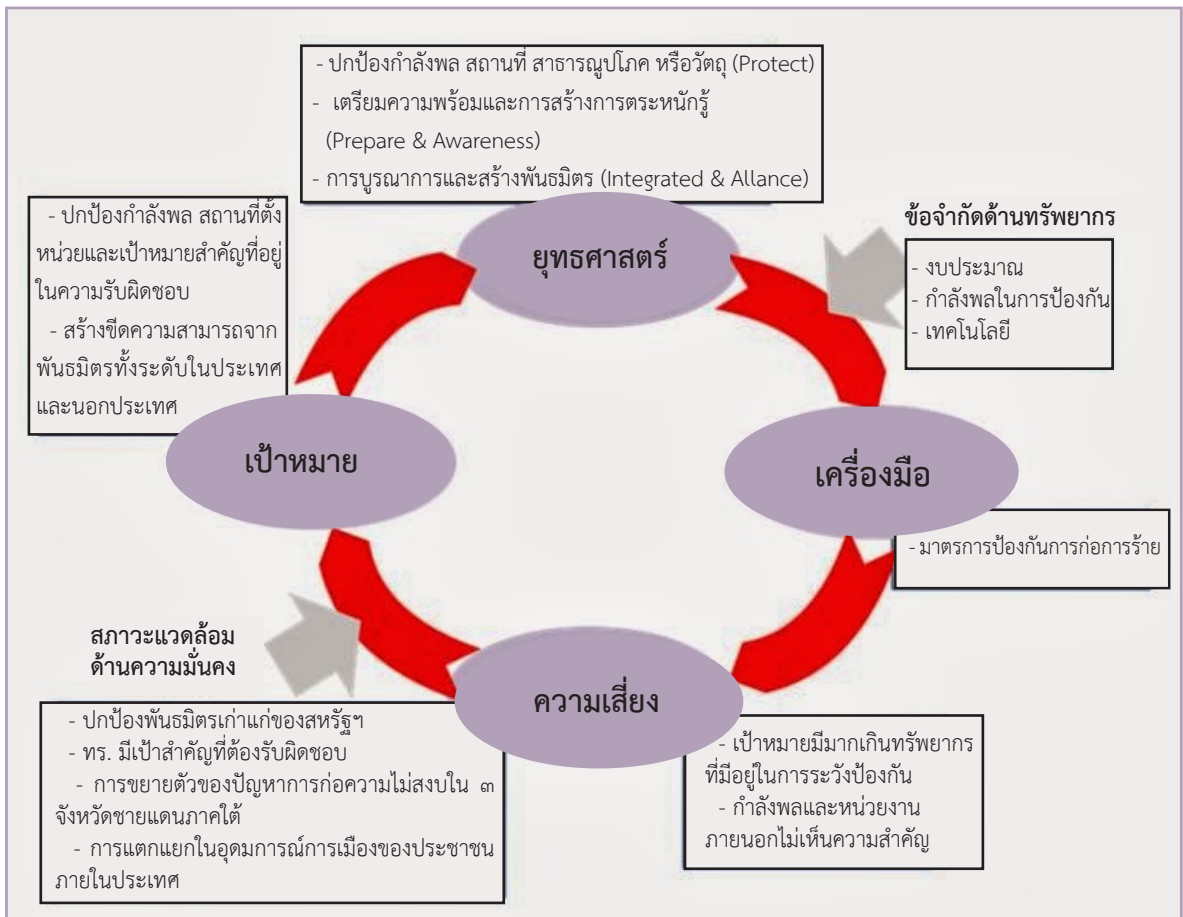 - ปกป้องกำลังพล สถานที่ สาธารณูปโภค หรือวัตถุ (Protect)
- เตรียมความพร้อมและการสร้างการตระหนักรู้
(Prepare & Awareness)
- การบูรณาการและสร้างพันธมิตร (Integrated & Allance)
- ปกป้องกำลังพล สถานที่ตั้ง
หน่วยและเป้าหมายสำคัญที่อยู่
ในความรับผิดชอบ
- สร้างขีดความสามารถจาก
พันธมิตรทั้งระดับในประเทศ
และนอกประเทศ
ยุทธศาสตร์
ข้อจำกัดด้านทรัพยากร
- งบประมาณ
- กำลังพลในการป้องกัน
- เทคโนโลยี
เป้าหมาย
เครื่องมือ
- มาตรการป้องกันการก่อการร้าย
สภาวะแวดล้อม
ด้านความมั่นคง
ความเสี่ยง
- ปกป้องพันธมิตรเก่าแก่ของสหรัฐฯ
- ทร. มีเป้าสำคัญที่ต้องรับผิดชอบ
- การขยายตัวของปัญหาการก่อความไม่สงบใน ๓
จังหวัดชายแดนภาคใต้
- การแตกแยกในอุดมการณ์การเมืองของประชาชน
ภายในประเทศ
- เป้าหมายมีมากเกินทรัพยากร
ที่มีอยู่ในการระวังป้องกัน
- กำลังพลและหน่วยงาน
ภายนอกไม่เห็นความสำคัญ